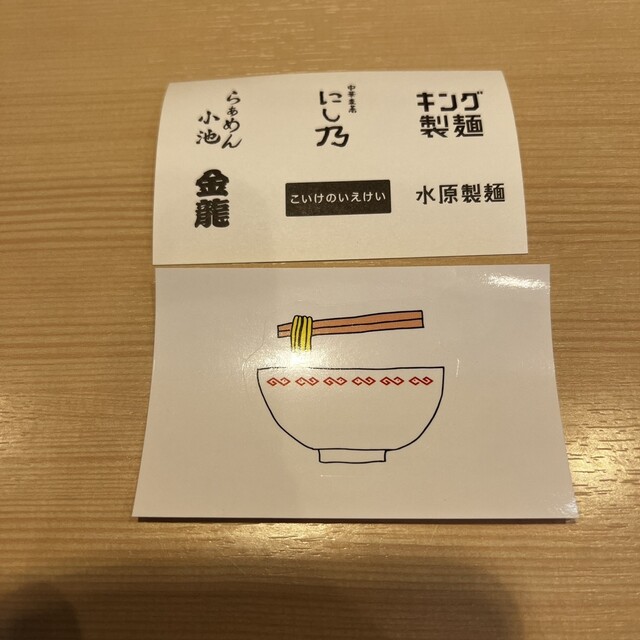 らぁめん
小池
中華蕎麦
にし乃
キング
製麺
金龍
こいけのいえけい
水原製麺